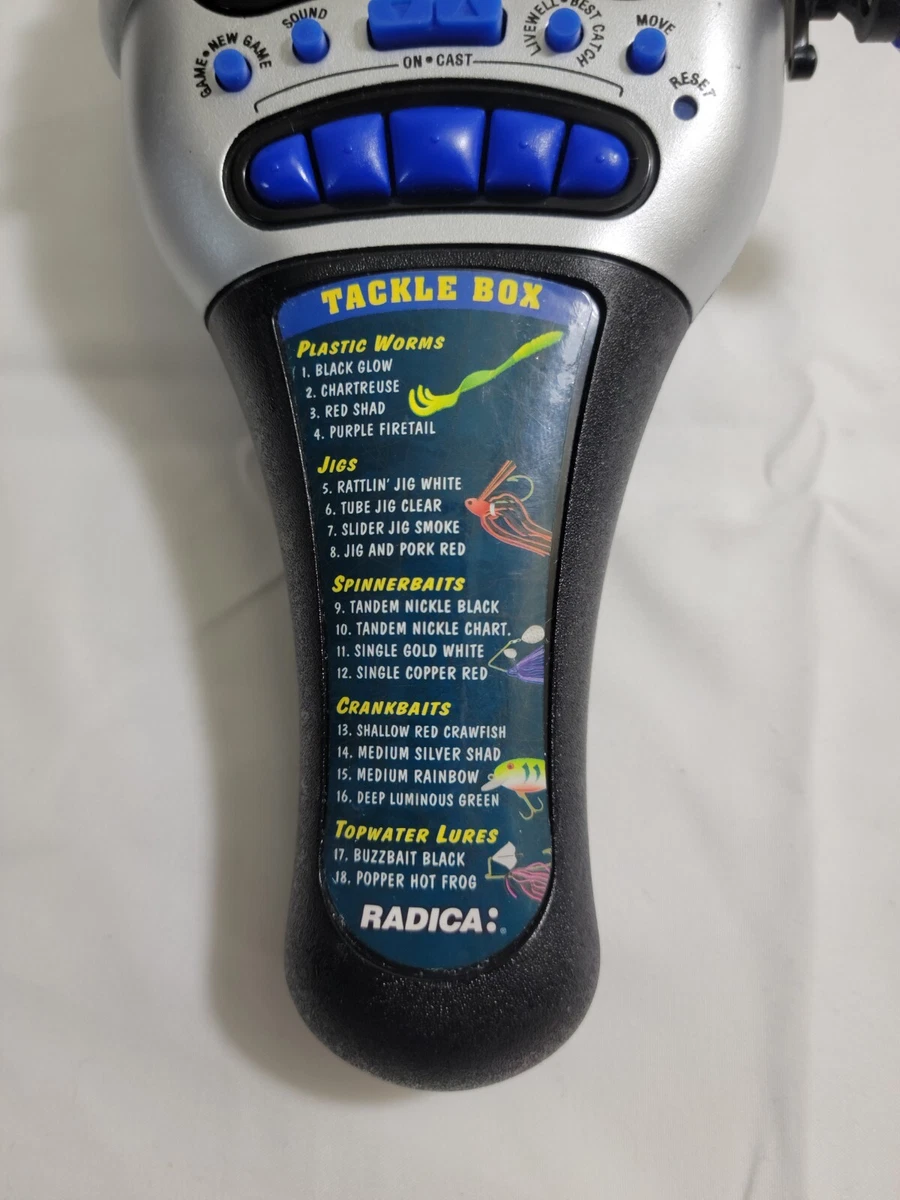 GAME•NEW GAME
SOUND
LIVEWELL•BEST CATCH
MOVE
RESET
ON•CAST
TACKLE BOX
PLASTIC WORMS
1. BLACK GLOW
2. CHARTREUSE
3. RED SHAD
4. PURPLE FIRETAIL
JIGS
5. RATTLIN' JIG WHITE
6. TUBE JIG CLEAR
7. SLIDER JIG SMOKE
8. JIG AND PORK RED
SPINNERBAITS
9. TANDEM NICKLE BLACK
10. TANDEM NICKLE CHART.
11. SINGLE GOLD WHITE
12. SINGLE COPPER RED
CRANKBAITS
13. SHALLOW RED CRAWFISH
14. MEDIUM SILVER SHAD
15. MEDIUM RAINBOW
16. DEEP LUMINOUS GREEN
TOPWATER LURES
17. BUZZBAIT BLACK
18. POPPER HOT FROG
RADICA:®